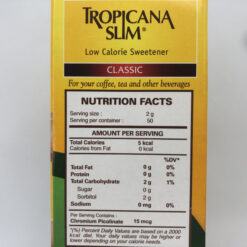 TROPICANA
SLIM®
Low Calorie Sweetener
CLASSIC
For your coffee, tea and other beverages
NUTRITION FACTS
Serving size : 2 g
Serving per container : 50
AMOUNT PER SERVING
Total Calories 5 kcal
Calories from Fat 0 kcal
%DV*
Total Fat 0 g 0%
Protein 0 g 0%
Total Carbohydrate 2 g 1%
Sugar 0 g
Sorbitol 2 g
Sodium 0 mg 0%
Per Serving Contains :
Chromium Picolinate 15 mcg
*(%) Percent Daily Values are based on a 2000
kcal diet. Your daily values may be higher or
lower depending on your calorie needs.